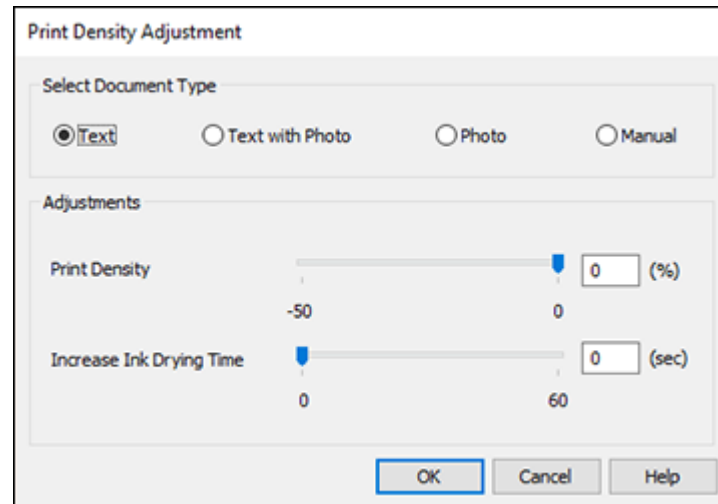 Print Density Adjustment
Select Document Type
Text Text with Photo Photo Manual
Adjustments
Print Density 0 (%)
-50 0
Increase Ink Drying Time 0 (sec)
0 60
OK Cancel Help